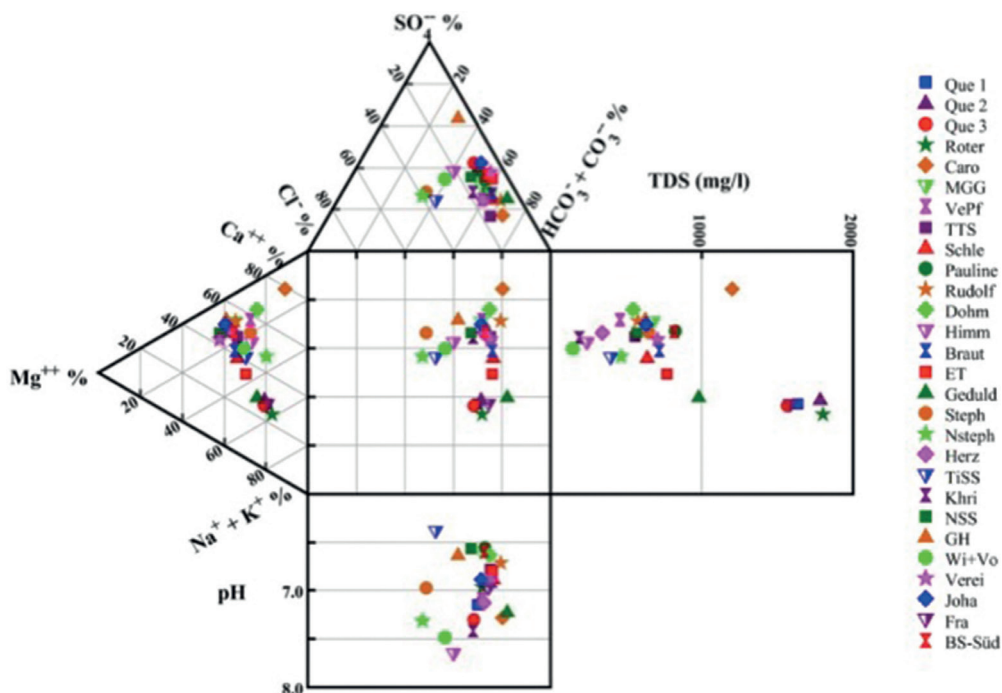 SO₄⁻⁻ %
20
20
40
40
60
60
80
80
Cl⁻ %
HCO₃⁻ + CO₃⁻⁻ %
TDS (mg/l)
1000
2000
Ca⁺⁺ %
80
60
40
20
Mg⁺⁺ %
20
40
60
80
Na⁺ + K⁺ %
pH
7.0
8.0
Que 1
Que 2
Que 3
Roter
Caro
MGG
VePf
TTS
Schle
Pauline
Rudolf
Dohm
Himm
Braut
ET
Geduld
Steph
Nsteph
Herz
TiSS
Khri
NSS
GH
Wi+Vo
Verei
Joha
Fra
BS-Süd